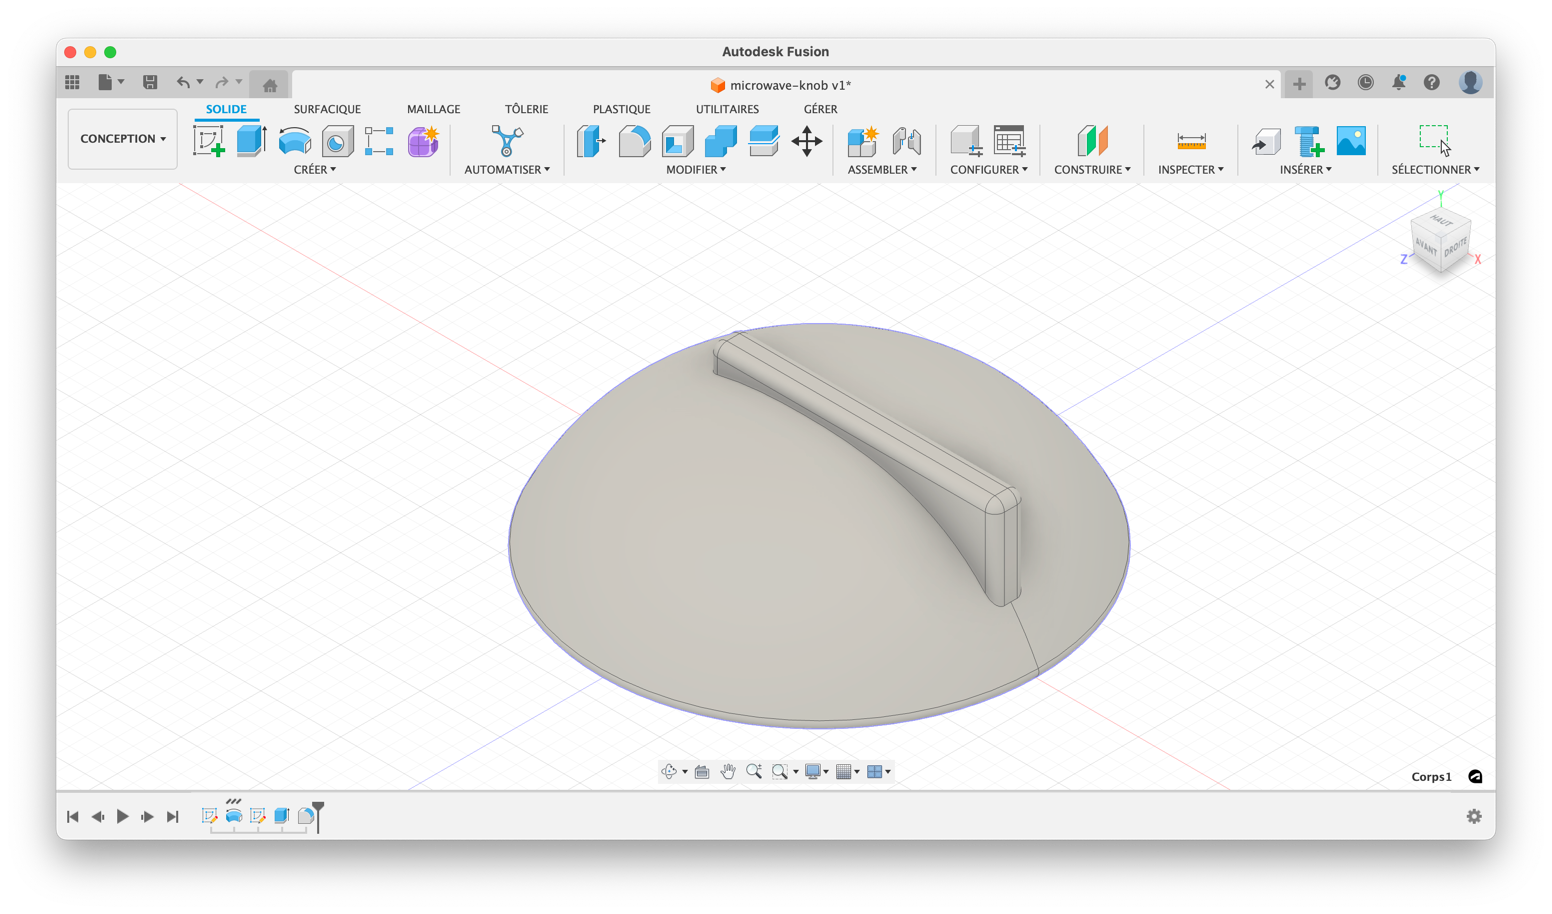 Autodesk Fusion
microwave-knob v1*
CONCEPTION
SOLIDE SURFACIQUE MAILLAGE TÔLERIE PLASTIQUE UTILITAIRES GÉRER
CRÉER AUTOMATISER MODIFIER ASSEMBLER CONFIGURER CONSTRUIRE INSPECTER INSÉRER SÉLECTIONNER
Y
HAUT
AVANT DROITE
Z X
Corps1